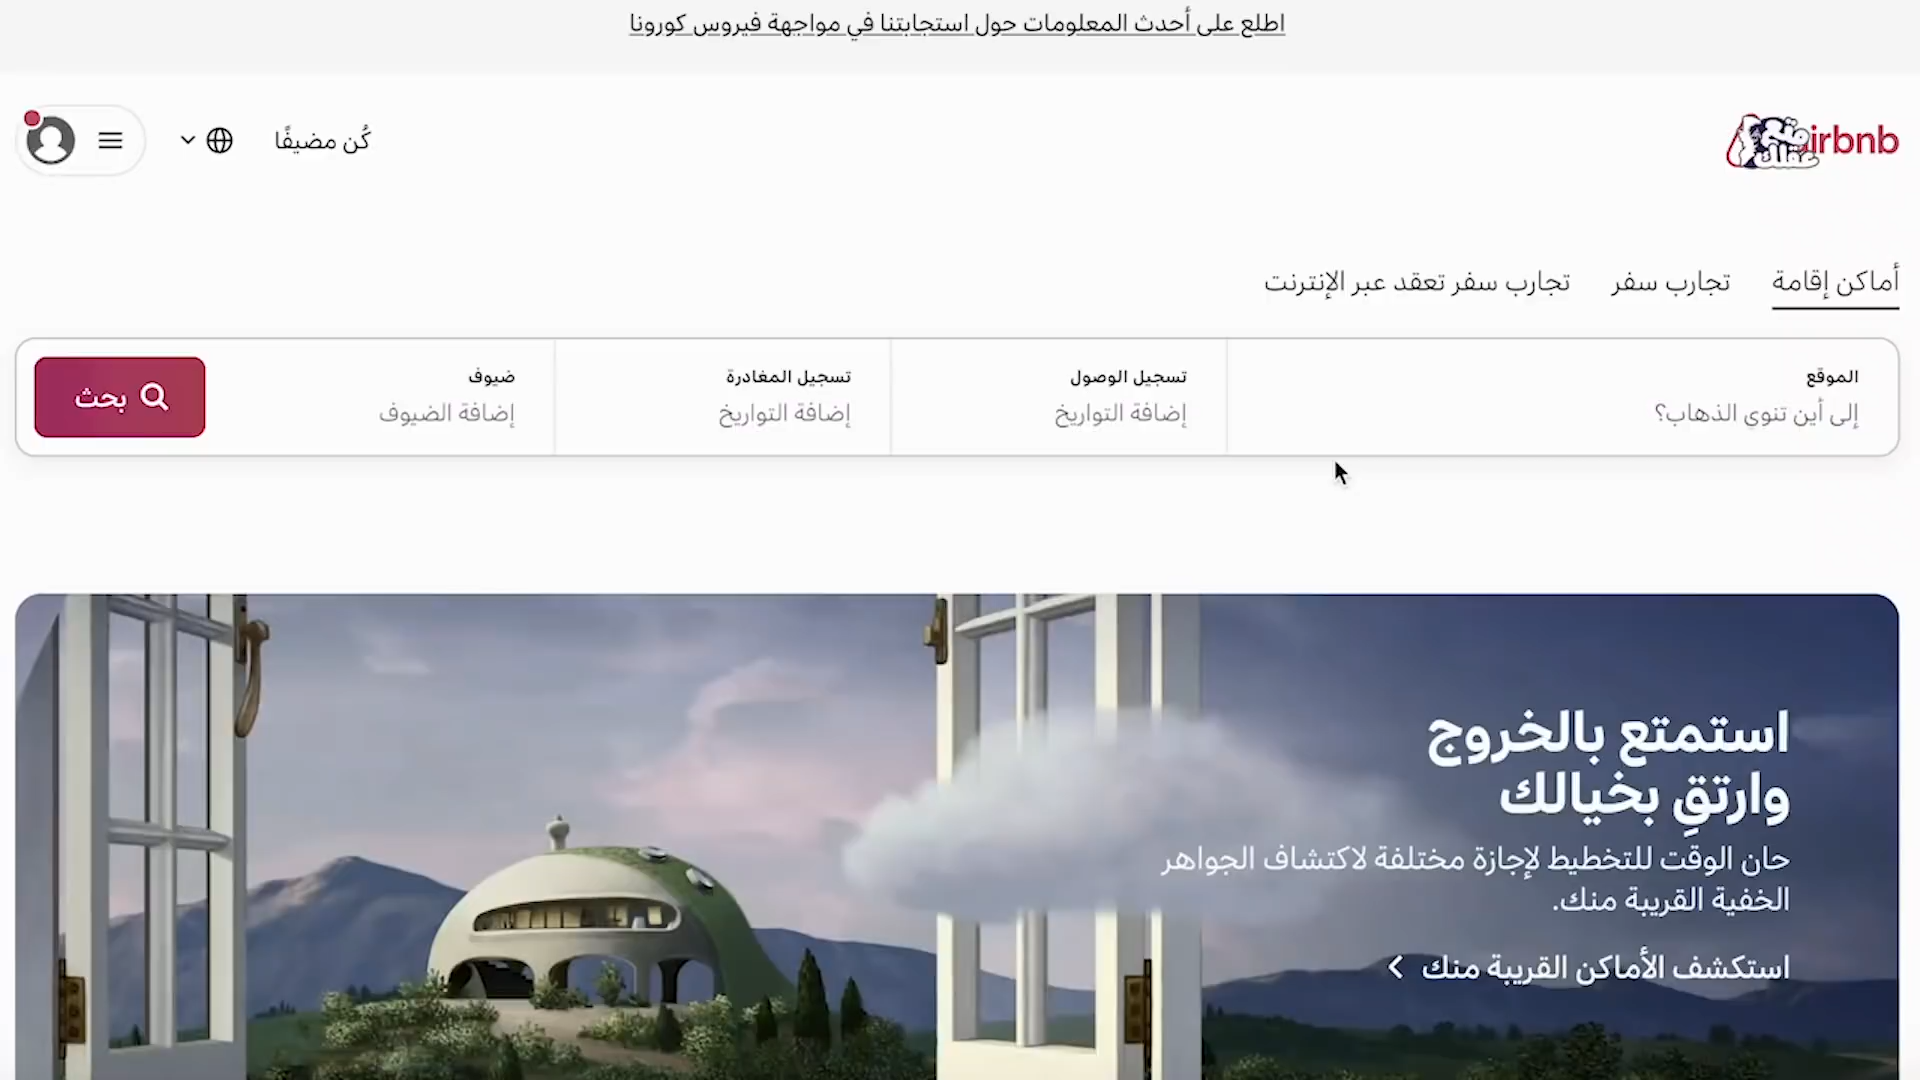 اطلع على أحدث المعلومات حول استجابتنا في مواجهة فيروس كورونا
airbnb
متع عقلك
كُن مضيفًا
أماكن إقامة
تجارب سفر
تجارب سفر تعقد عبر الإنترنت
الموقع
إلى أين تنوي الذهاب؟
تسجيل الوصول
إضافة التواريخ
تسجيل المغادرة
إضافة التواريخ
ضيوف
إضافة الضيوف
بحث
استمتع بالخروج
وارتقِ بخيالك
حان الوقت للتخطيط لإجازة مختلفة لاكتشاف الجواهر
الخفية القريبة منك.
استكشف الأماكن القريبة منك